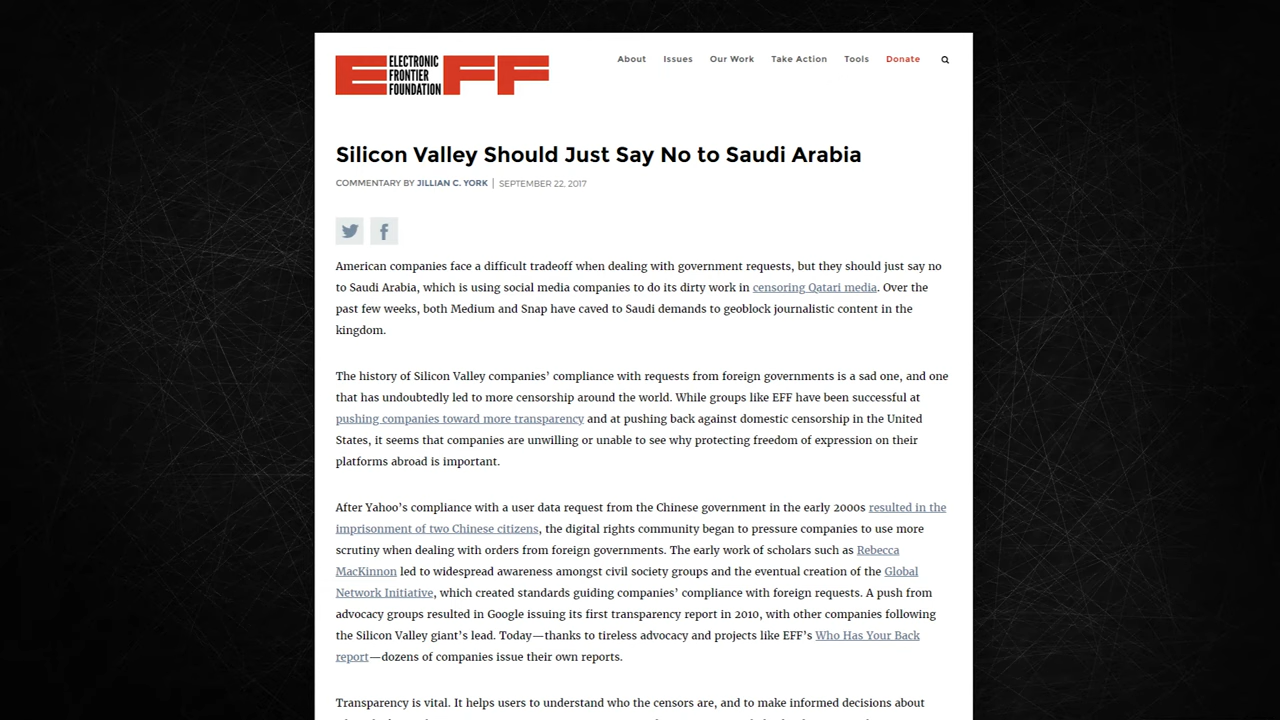 ELECTRONIC
FRONTIER
FOUNDATION
EFF
About Issues Our Work Take Action Tools Donate
Silicon Valley Should Just Say No to Saudi Arabia
COMMENTARY BY JILLIAN C. YORK | SEPTEMBER 22, 2017
American companies face a difficult tradeoff when dealing with government requests, but they should just say no
to Saudi Arabia, which is using social media companies to do its dirty work in censoring Qatari media. Over the
past few weeks, both Medium and Snap have caved to Saudi demands to geoblock journalistic content in the
kingdom.
The history of Silicon Valley companies’ compliance with requests from foreign governments is a sad one, and one
that has undoubtedly led to more censorship around the world. While groups like EFF have been successful at
pushing companies toward more transparency and at pushing back against domestic censorship in the United
States, it seems that companies are unwilling or unable to see why protecting freedom of expression on their
platforms abroad is important.
After Yahoo’s compliance with a user data request from the Chinese government in the early 2000s resulted in the
imprisonment of two Chinese citizens, the digital rights community began to pressure companies to use more
scrutiny when dealing with orders from foreign governments. The early work of scholars such as Rebecca
MacKinnon led to widespread awareness amongst civil society groups and the eventual creation of the Global
Network Initiative, which created standards guiding companies’ compliance with foreign requests. A push from
advocacy groups resulted in Google issuing its first transparency report in 2010, with other companies following
the Silicon Valley giant’s lead. Today—thanks to tireless advocacy and projects like EFF’s Who Has Your Back
report—dozens of companies issue their own reports.
Transparency is vital. It helps users to understand who the censors are, and to make informed decisions about